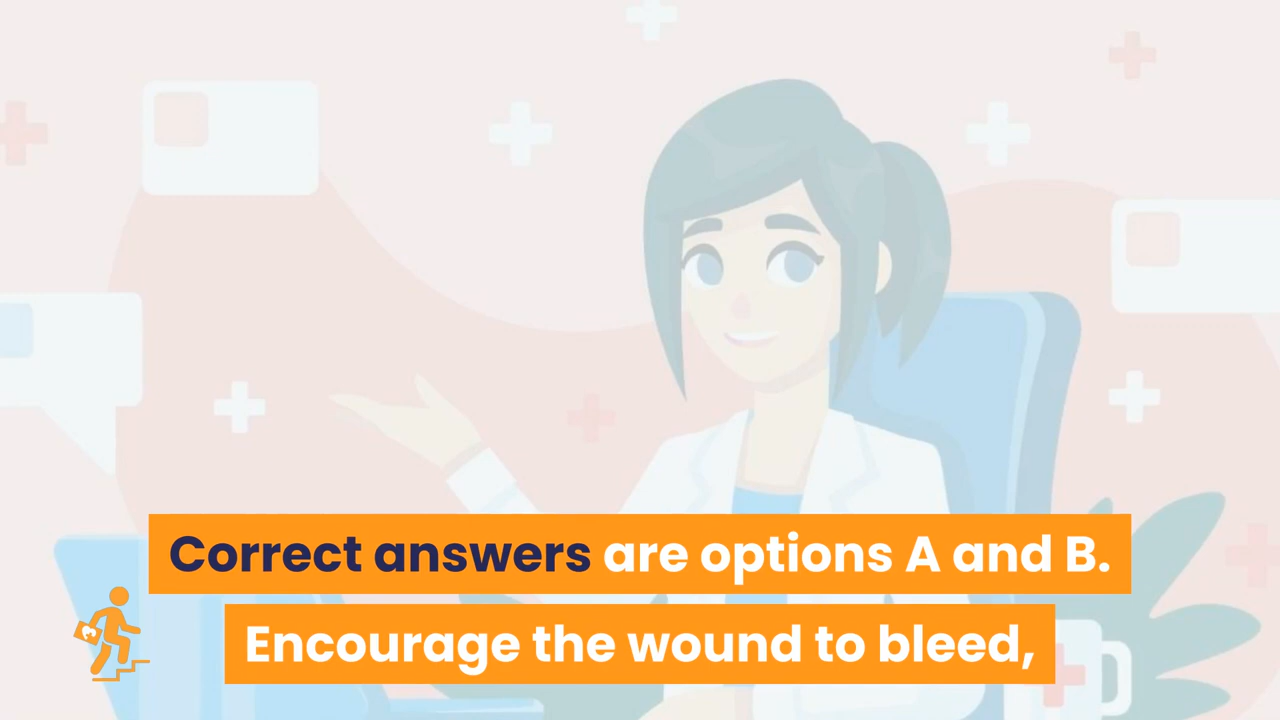 Correct answers are options A and B.
Encourage the wound to bleed,